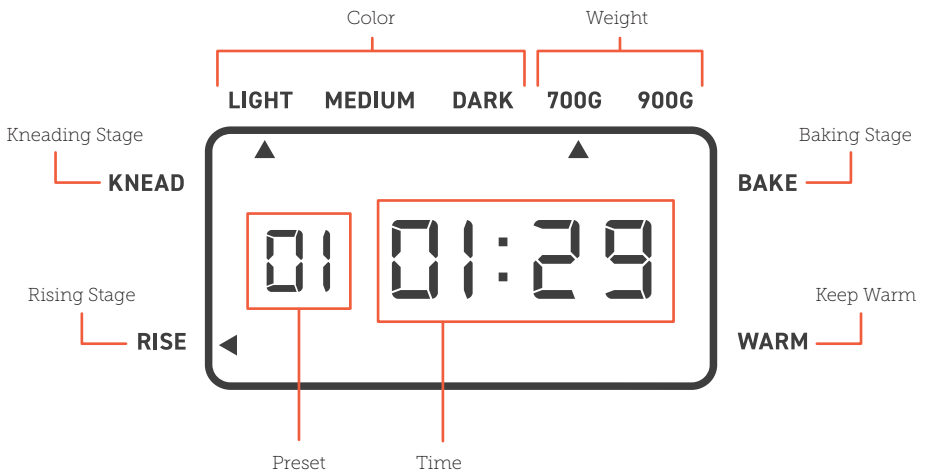 Color Weight
LIGHT MEDIUM DARK 700G 900G
Kneading Stage Baking Stage
KNEAD BAKE
01 01:29
Rising Stage Keep Warm
RISE WARM
Preset Time